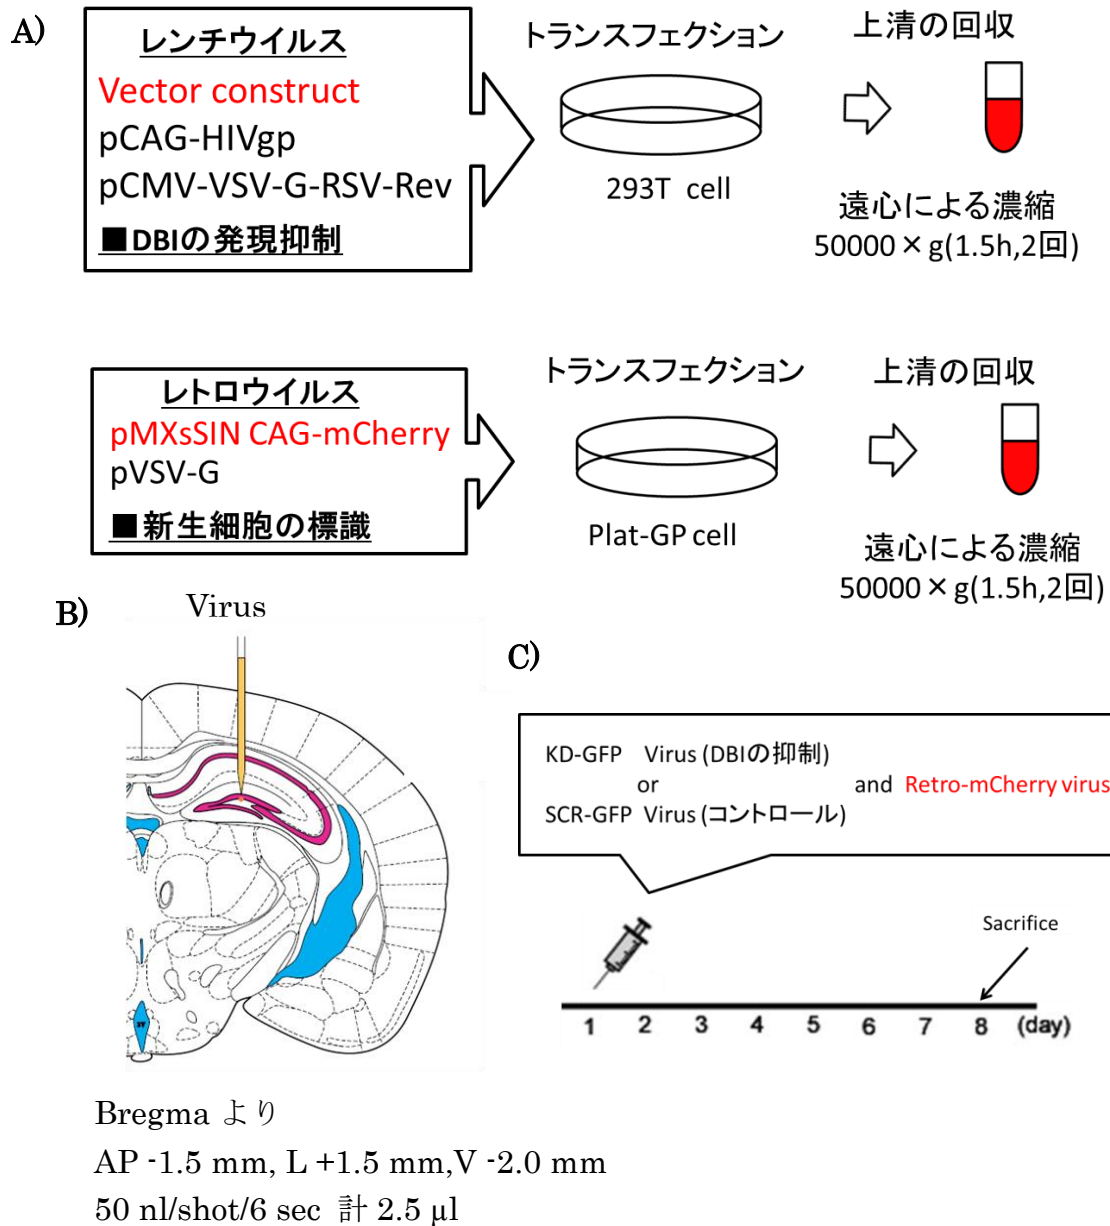 A)
レンチウイルス
Vector construct
pCAG-HIVgp
pCMV-VSV-G-RSV-Rev
■DBIの発現抑制
トランスフェクション
293T cell
上清の回収
遠心による濃縮
50000×g(1.5h,2回)
レトロウイルス
pMXsSIN CAG-mCherry
pVSV-G
■新生細胞の標識
トランスフェクション
Plat-GP cell
上清の回収
遠心による濃縮
50000×g(1.5h,2回)
B)
Virus
Bregma より
AP -1.5 mm, L +1.5 mm,V -2.0 mm
50 nl/shot/6 sec 計 2.5 µl
C)
KD-GFP Virus (DBIの抑制)
or
SCR-GFP Virus (コントロール)
and Retro-mCherry virus
Sacrifice
1 2 3 4 5 6 7 8 (day)